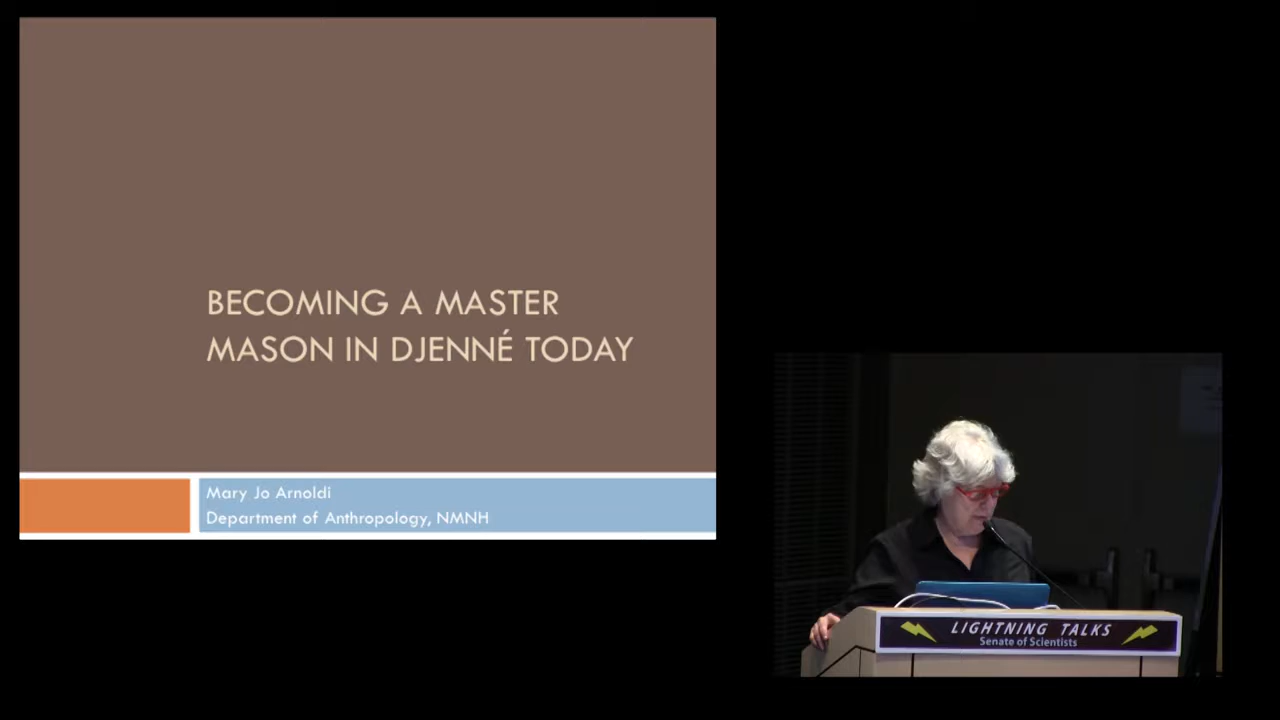 BECOMING A MASTER
MASON IN DJENNÉ TODAY
Mary Jo Arnoldi
Department of Anthropology, NMNH
LIGHTNING TALKS
Senate of Scientists